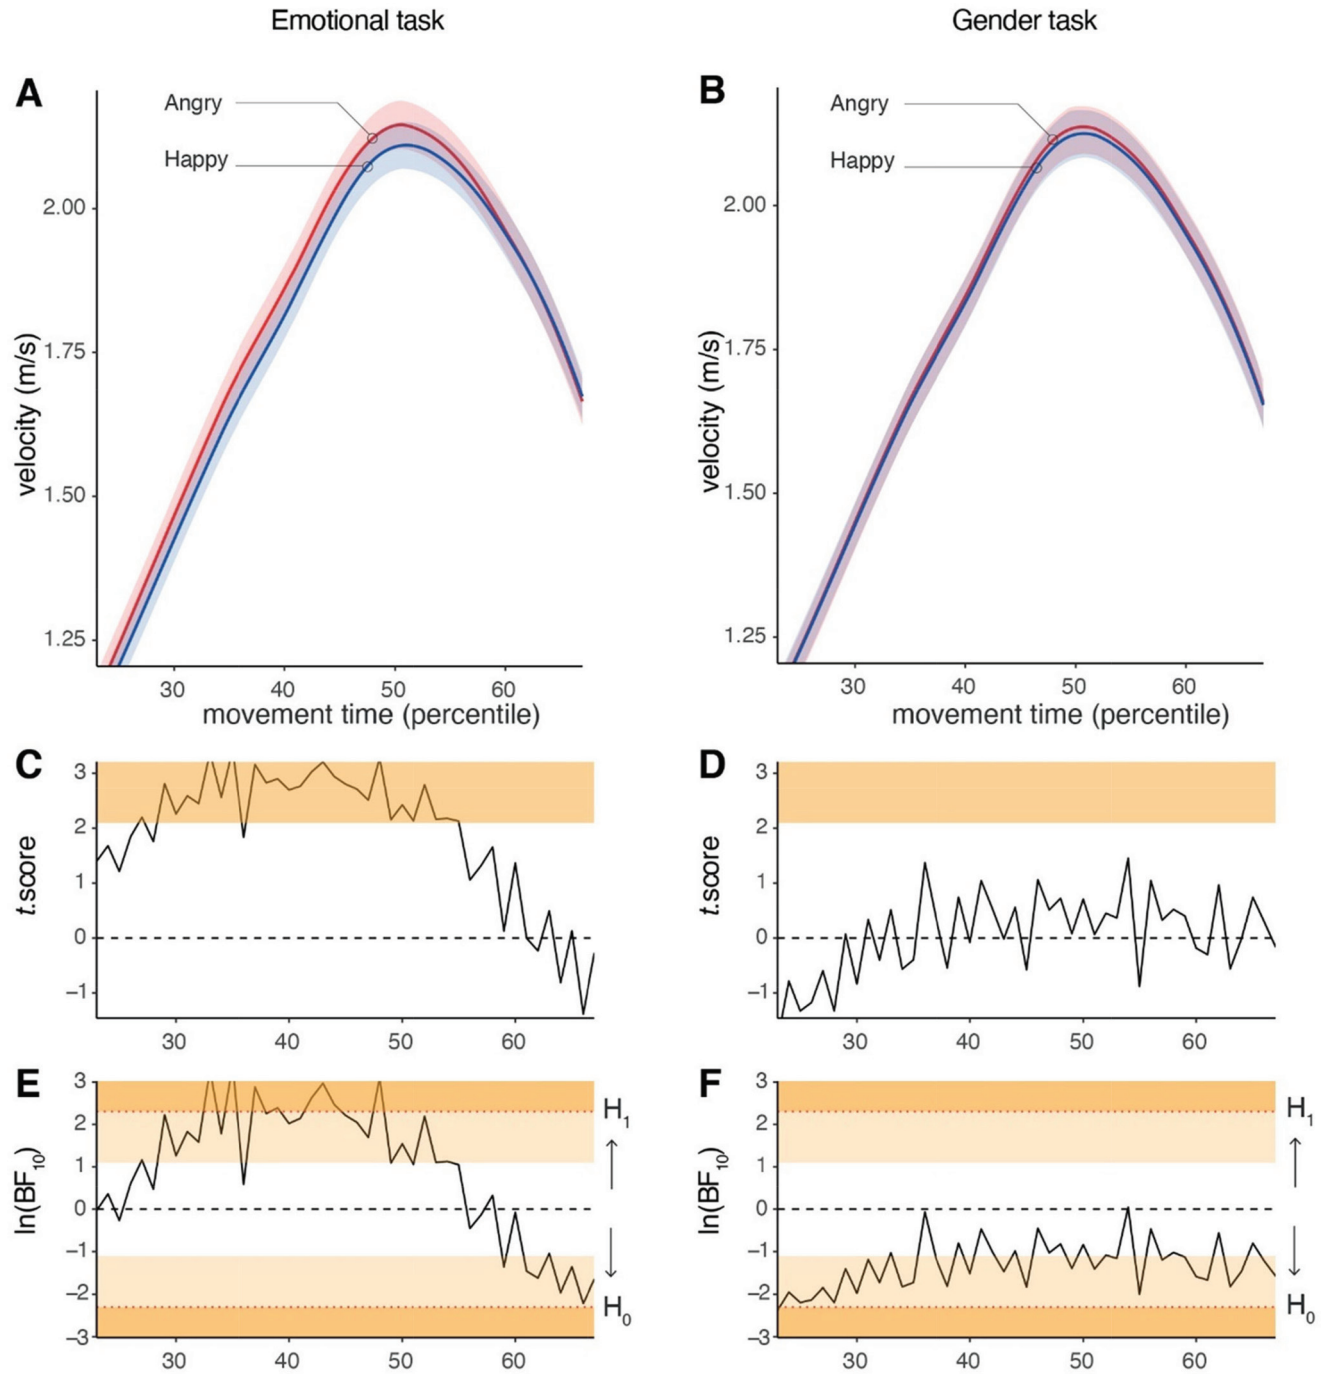 Emotional task
Gender task
A
Angry
Happy
2.00
1.75
1.50
1.25
velocity (m/s)
30 40 50 60
movement time (percentile)
B
Angry
Happy
2.00
1.75
1.50
1.25
velocity (m/s)
30 40 50 60
movement time (percentile)
C
3
2
1
0
–1
t.score
30 40 50 60
D
3
2
1
0
–1
t.score
30 40 50 60
E
3
2
1
0
–1
–2
–3
ln(BF10)
H1
H0
30 40 50 60
F
3
2
1
0
–1
–2
–3
ln(BF10)
H1
H0
30 40 50 60